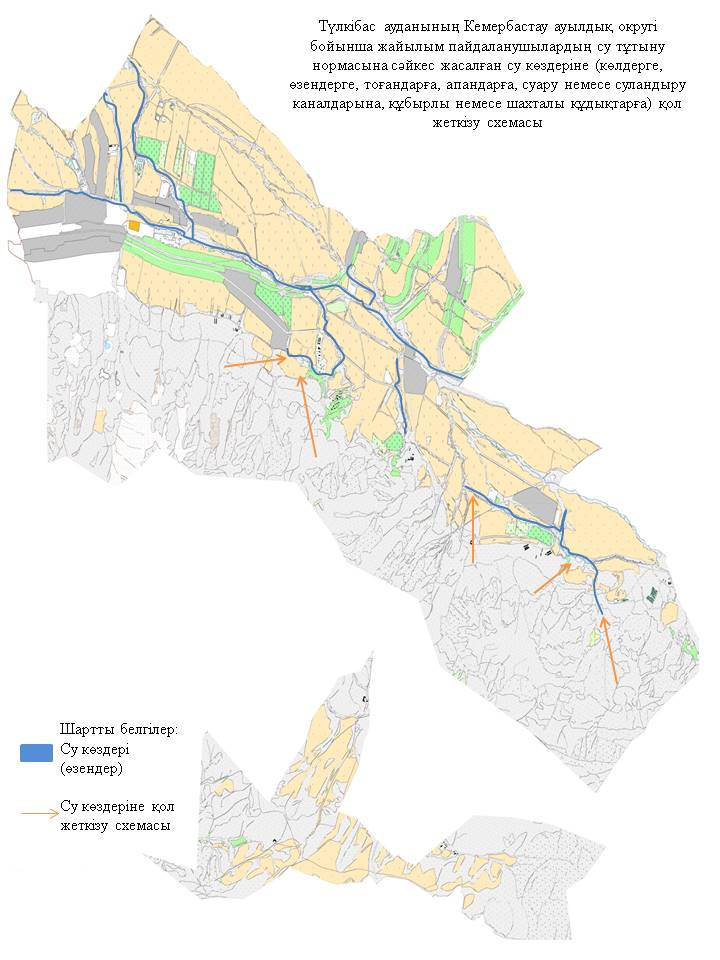 Түлкібас ауданының Кемербастау ауылдық округі
бойынша жайылым пайдаланушылардың су тұтыну
нормасына сәйкес жасалған су көздеріне (көлдерге,
өзендерге, тоғандарға, апандарға, суару немесе суландыру
каналдарына, құбырлы немесе шахталы құдықтарға) қол
жеткізу схемасы
Шартты белгілер:
Су көздері
(өзендер)
Су көздеріне қол
жеткізу схемасы